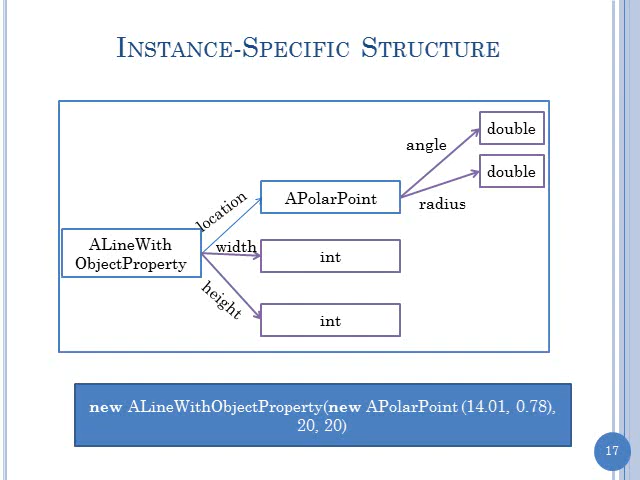 INSTANCE-SPECIFIC STRUCTURE
double
angle
double
radius
APolarPoint
location
ALineWith
ObjectProperty
width
int
height
int
new ALineWithObjectProperty(new APolarPoint (14.01, 0.78),
20, 20)
17